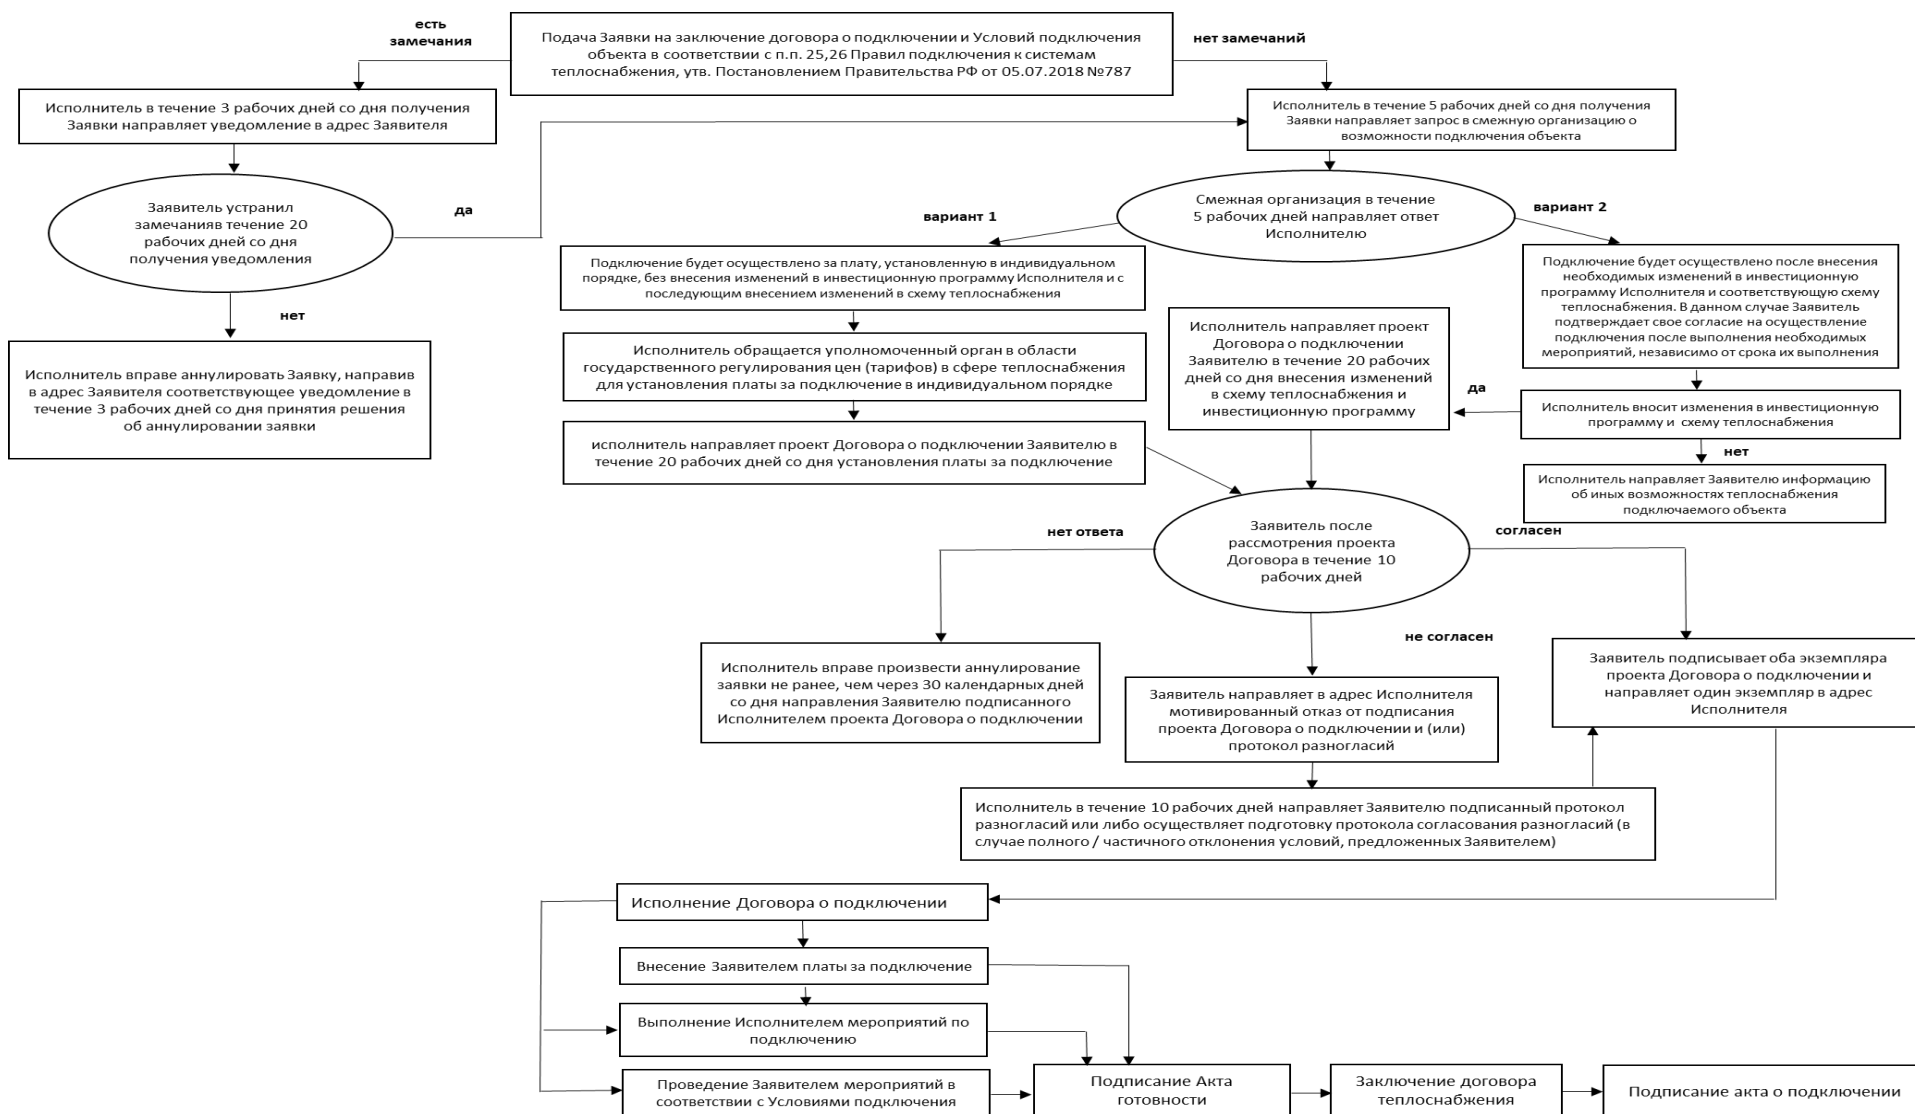 есть
замечания
Подача Заявки на заключение договора о подключении и Условий подключения
объекта в соответствии с п.п. 25,26 Правил подключения к системам
теплоснабжения, утв. Постановлением Правительства РФ от 05.07.2018 №787
нет замечаний
Исполнитель в течение 3 рабочих дней со дня получения
Заявки направляет уведомление в адрес Заявителя
Исполнитель в течение 5 рабочих дней со дня получения
Заявки направляет запрос в смежную организацию о
возможности подключения объекта
Заявитель устранил
замечанияв течение 20
рабочих дней со дня
получения уведомления
да
Смежная организация в течение
5 рабочих дней направляет ответ
Исполнителю
вариант 1
вариант 2
Подключение будет осуществлено за плату, установленную в индивидуальном
порядке, без внесения изменений в инвестиционную программу Исполнителя и с
последующим внесением изменений в схему теплоснабжения
Подключение будет осуществлено после внесения
необходимых изменений в инвестиционную
программу Исполнителя и соответствующую схему
теплоснабжения. В данном случае Заявитель
подтверждает свое согласие на осуществление
подключения после выполнения необходимых
мероприятий, независимо от срока их выполнения
нет
Исполнитель вправе аннулировать Заявку, направив
в адрес Заявителя соответствующее уведомление в
течение 3 рабочих дней со дня принятия решения
об аннулировании заявки
Исполнитель обращается уполномоченный орган в области
государственного регулирования цен (тарифов) в сфере теплоснабжения
для установления платы за подключение в индивидуальном порядке
Исполнитель направляет проект
Договора о подключении
Заявителю в течение 20 рабочих
дней со дня внесения изменений
в схему теплоснабжения и
инвестиционную программу
да
Исполнитель вносит изменения в инвестиционную
программу и схему теплоснабжения
исполнитель направляет проект Договора о подключении Заявителю в
течение 20 рабочих дней со дня установления платы за подключение
нет
Исполнитель направляет Заявителю информацию
об иных возможностях теплоснабжения
подключаемого объекта
нет ответа
Заявитель после
рассмотрения проекта
Договора в течение 10
рабочих дней
согласен
не согласен
Исполнитель вправе произвести аннулирование
заявки не ранее, чем через 30 календарных дней
со дня направления Заявителю подписанного
Исполнителем проекта Договора о подключении
Заявитель направляет в адрес Исполнителя
мотивированный отказ от подписания
проекта Договора о подключении и (или)
протокол разногласий
Заявитель подписывает оба экземпляра
проекта Договора о подключении и
направляет один экземпляр в адрес
Исполнителя
Исполнитель в течение 10 рабочих дней направляет Заявителю подписанный протокол
разногласий или либо осуществляет подготовку протокола согласования разногласий (в
случае полного / частичного отклонения условий, предложенных Заявителем)
Исполнение Договора о подключении
Внесение Заявителем платы за подключение
Выполнение Исполнителем мероприятий по
подключению
Проведение Заявителем мероприятий в
соответствии с Условиями подключения
Подписание Акта
готовности
Заключение договора
теплоснабжения
Подписание акта о подключении